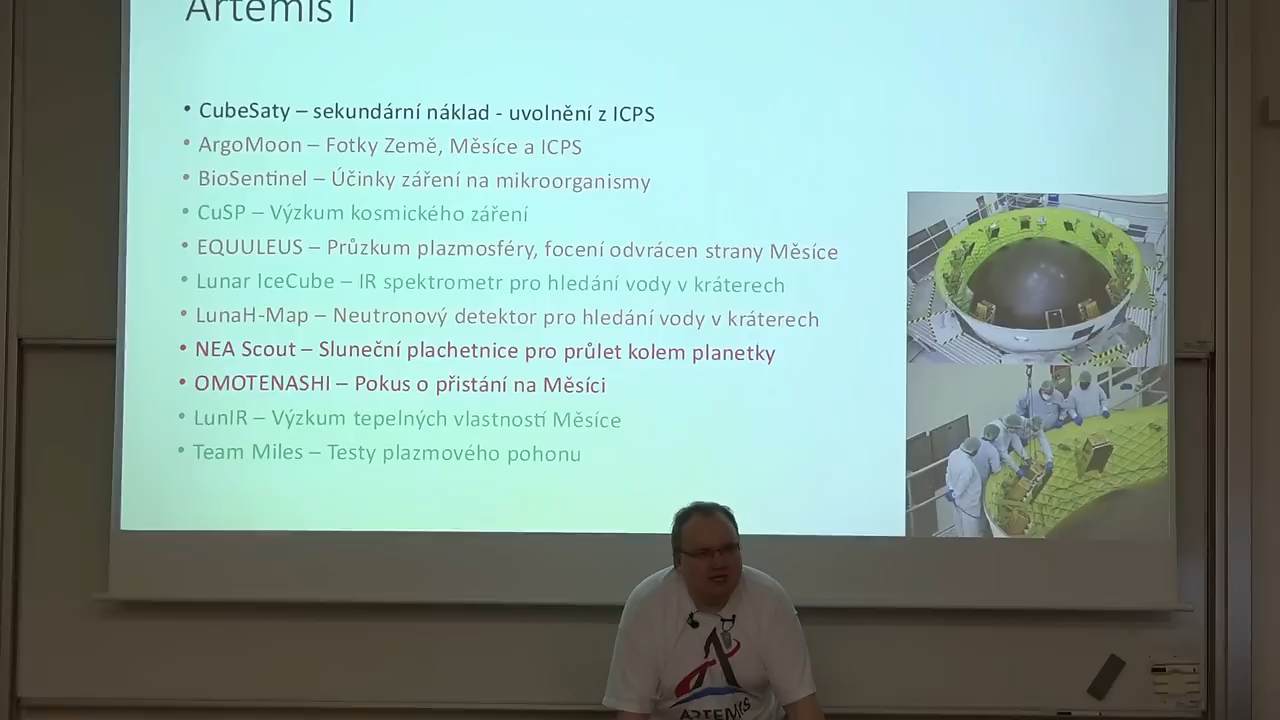 Artemis I
• CubeSaty – sekundární náklad - uvolnění z ICPS
• ArgoMoon – Fotky Země, Měsíce a ICPS
• BioSentinel – Účinky záření na mikroorganismy
• CuSP – Výzkum kosmického záření
• EQUULEUS – Průzkum plazmosféry, focení odvrácen strany Měsíce
• Lunar IceCube – IR spektrometr pro hledání vody v kráterech
• LunaH-Map – Neutronový detektor pro hledání vody v kráterech
• NEA Scout – Sluneční plachetnice pro průlet kolem planetky
• OMOTENASHI – Pokus o přistání na Měsíci
• LunIR – Výzkum tepelných vlastností Měsíce
• Team Miles – Testy plazmového pohonu
ARTEMIS